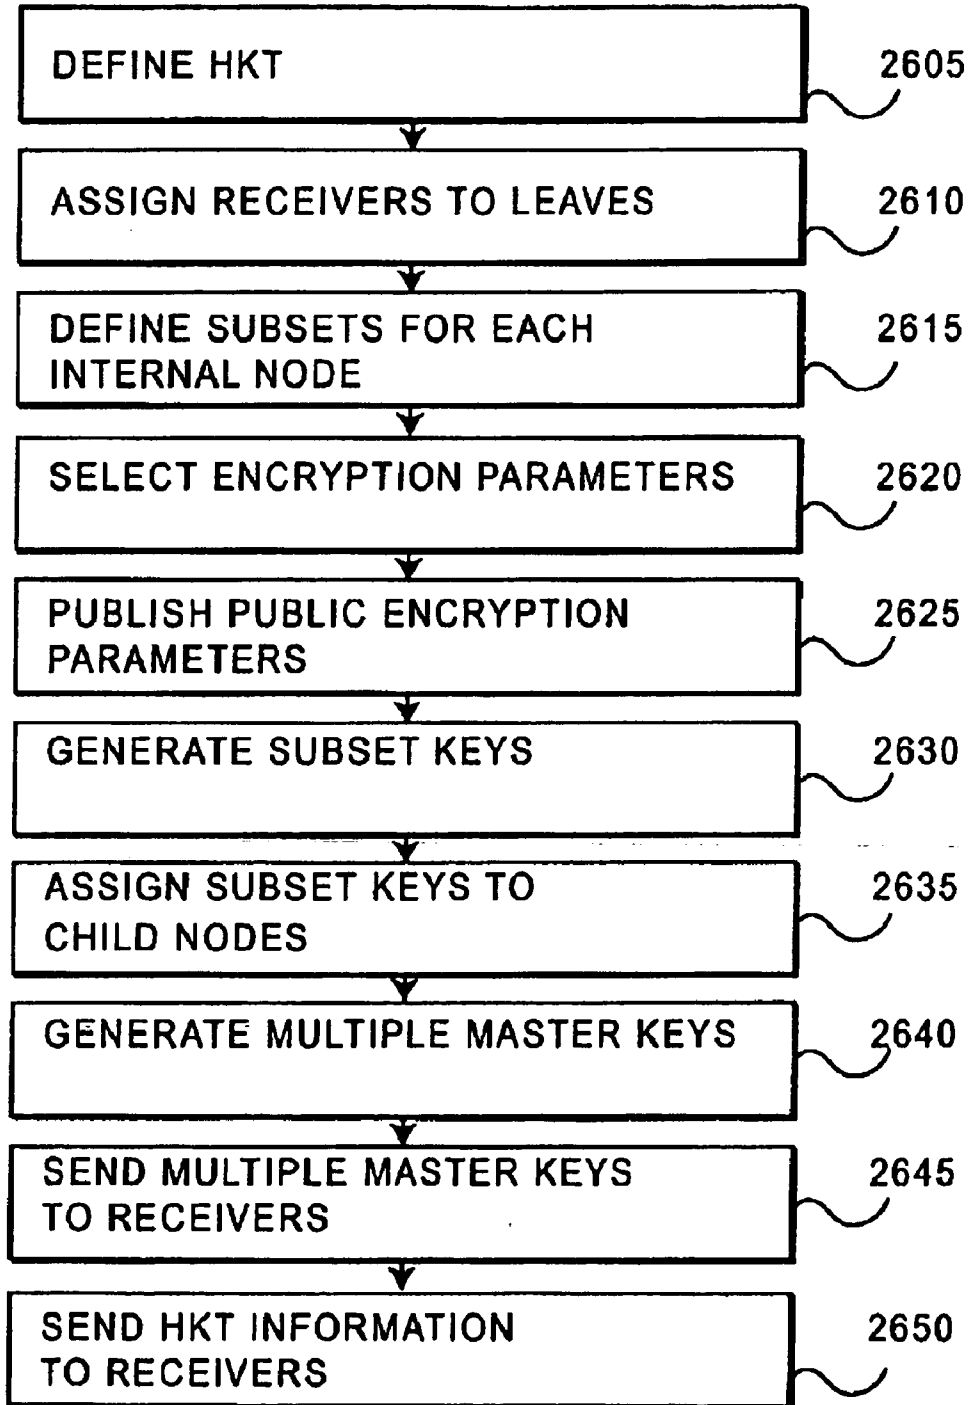 DEFINE HKT
2605
ASSIGN RECEIVERS TO LEAVES
2610
DEFINE SUBSETS FOR EACH
INTERNAL NODE
2615
SELECT ENCRYPTION PARAMETERS
2620
PUBLISH PUBLIC ENCRYPTION
PARAMETERS
2625
GENERATE SUBSET KEYS
2630
ASSIGN SUBSET KEYS TO
CHILD NODES
2635
GENERATE MULTIPLE MASTER KEYS
2640
SEND MULTIPLE MASTER KEYS
TO RECEIVERS
2645
SEND HKT INFORMATION
TO RECEIVERS
2650